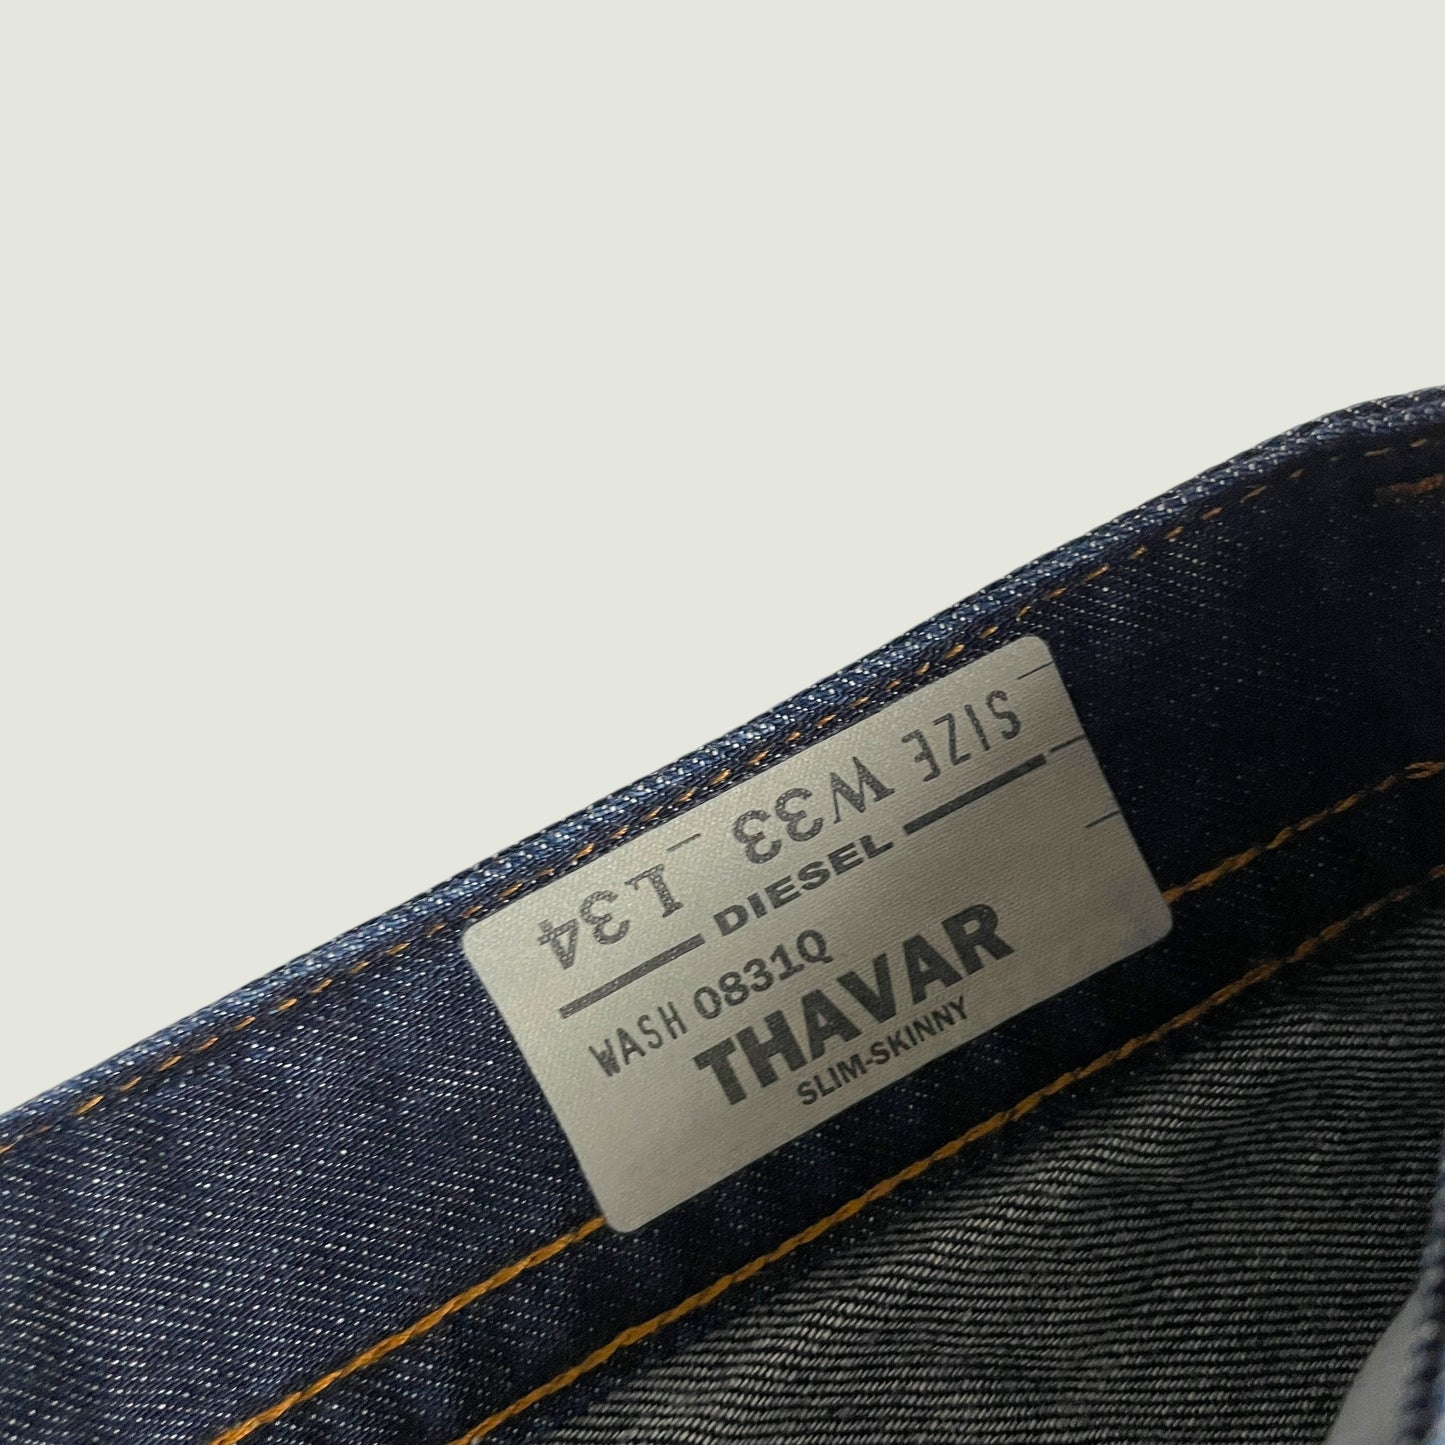 SIZE W33 L34
DIESEL
WASH 0831Q
THAVAR
SLIM-SKINNY